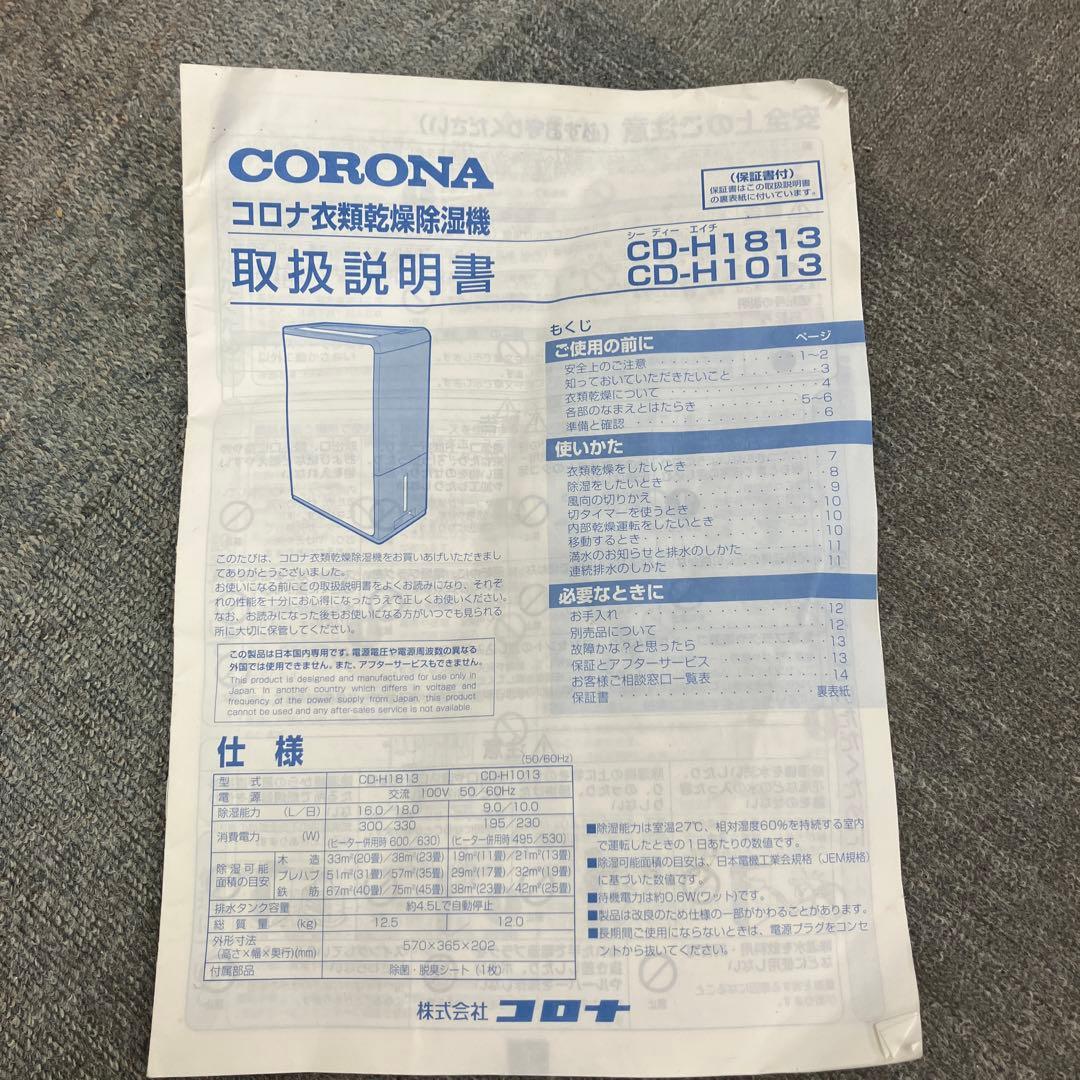 CORONA
コロナ衣類乾燥除湿機
取扱説明書
(保証書付)
保証書はこの取扱説明書
の裏表紙に付いています。
シー ディー エイチ
CD-H1813
CD-H1013
もくじ
ページ
ご使用の前に
安全上のご注意 1~2
知っておいていただきたいこと 3
衣類乾燥について 4
各部のなまえとはたらき 5~6
準備と確認 6
使いかた
衣類乾燥をしたいとき 7
除湿をしたいとき 8
風向の切りかえ 9
切タイマーを使うとき 10
内部乾燥運転をしたいとき 10
移動するとき 10
満水のお知らせと排水のしかた 11
連続排水のしかた 11
必要なときに
お手入れ 12
別売品について 12
故障かな?と思ったら 13
保証とアフターサービス 13
お客様ご相談窓口一覧表 14
保証書 裏表紙
このたびは、コロナ衣類乾燥除湿機をお買いあげいただきまし
てありがとうございました。
お使いになる前にこの取扱説明書をよくお読みになり、それぞ
れの性能を十分にお心得になったうえで正しくお使いください。
なお、お読みになった後もお使いになる方がいつでも見られる
所に大切に保管してください。
この製品は日本国内専用です。電源電圧や電源周波数の異なる
外国では使用できません。また、アフターサービスもできません。
This product is designed and manufactured for use only in
Japan. In another country which differs in voltage and
frequency of the power supply from Japan, this product
cannot be used and any after-sales service is not available.
仕様
(50/60Hz)
型式 CD-H1813 CD-H1013
電源 交流 100V 50/60Hz
除湿能力 (L/日) 16.0/18.0 9.0/10.0
消費電力 (W) 300/330 195/230
(ヒーター併用時600/630) (ヒーター併用時495/530)
除湿可能面積の目安
木造 33m²(20畳)/38m²(23畳) 19m²(11畳)/21m²(13畳)
プレハブ 51m²(31畳)/57m²(35畳) 29m²(17畳)/32m²(19畳)
鉄筋 67m²(40畳)/75m²(45畳) 38m²(23畳)/42m²(25畳)
排水タンク容量 約4.5Lで自動停止
総質量 (kg) 12.5 12.0
外形寸法
(高さ×幅×奥行)(mm) 570×365×202
付属部品 除菌・脱臭シート(1枚)
■除湿能力は室温27℃、相対湿度60%を持続する室内
で運転したときの1日あたりの数値です。
■除湿可能面積の目安は、日本電機工業会規格(JEM規格)
に基づいた数値です。
■待機電力は約0.6W(ワット)です。
■製品は改良のため仕様の一部がかわることがあります。
■長期間ご使用にならないときは、電源プラグをコンセ
ントから抜いてください。
株式会社 コロナ